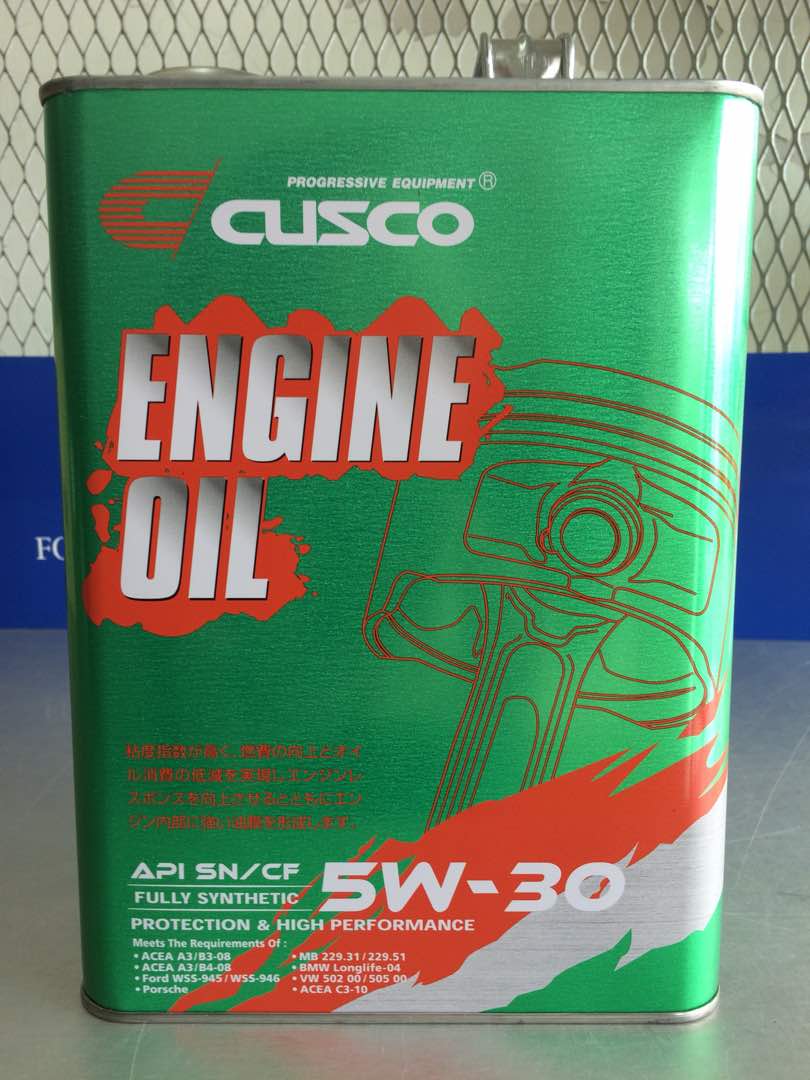 PROGRESSIVE EQUIPMENT®
CUSCO
ENGINE
OIL
粘度指数が高く、燃費の向上とオイ
ル消費の低減を実現しエンジンレ
スポンスを向上させるとともにエン
ジン内部に強い油膜を形成します。
API SN/CF
FULLY SYNTHETIC
5W-30
PROTECTION & HIGH PERFORMANCE
Meets The Requirements Of :
• ACEA A3/B3-08
• ACEA A3/B4-08
• Ford WSS-945/WSS-946
• Porsche
• MB 229.31/229.51
• BMW Longlife-04
• VW 502 00/505 00
• ACEA C3-10